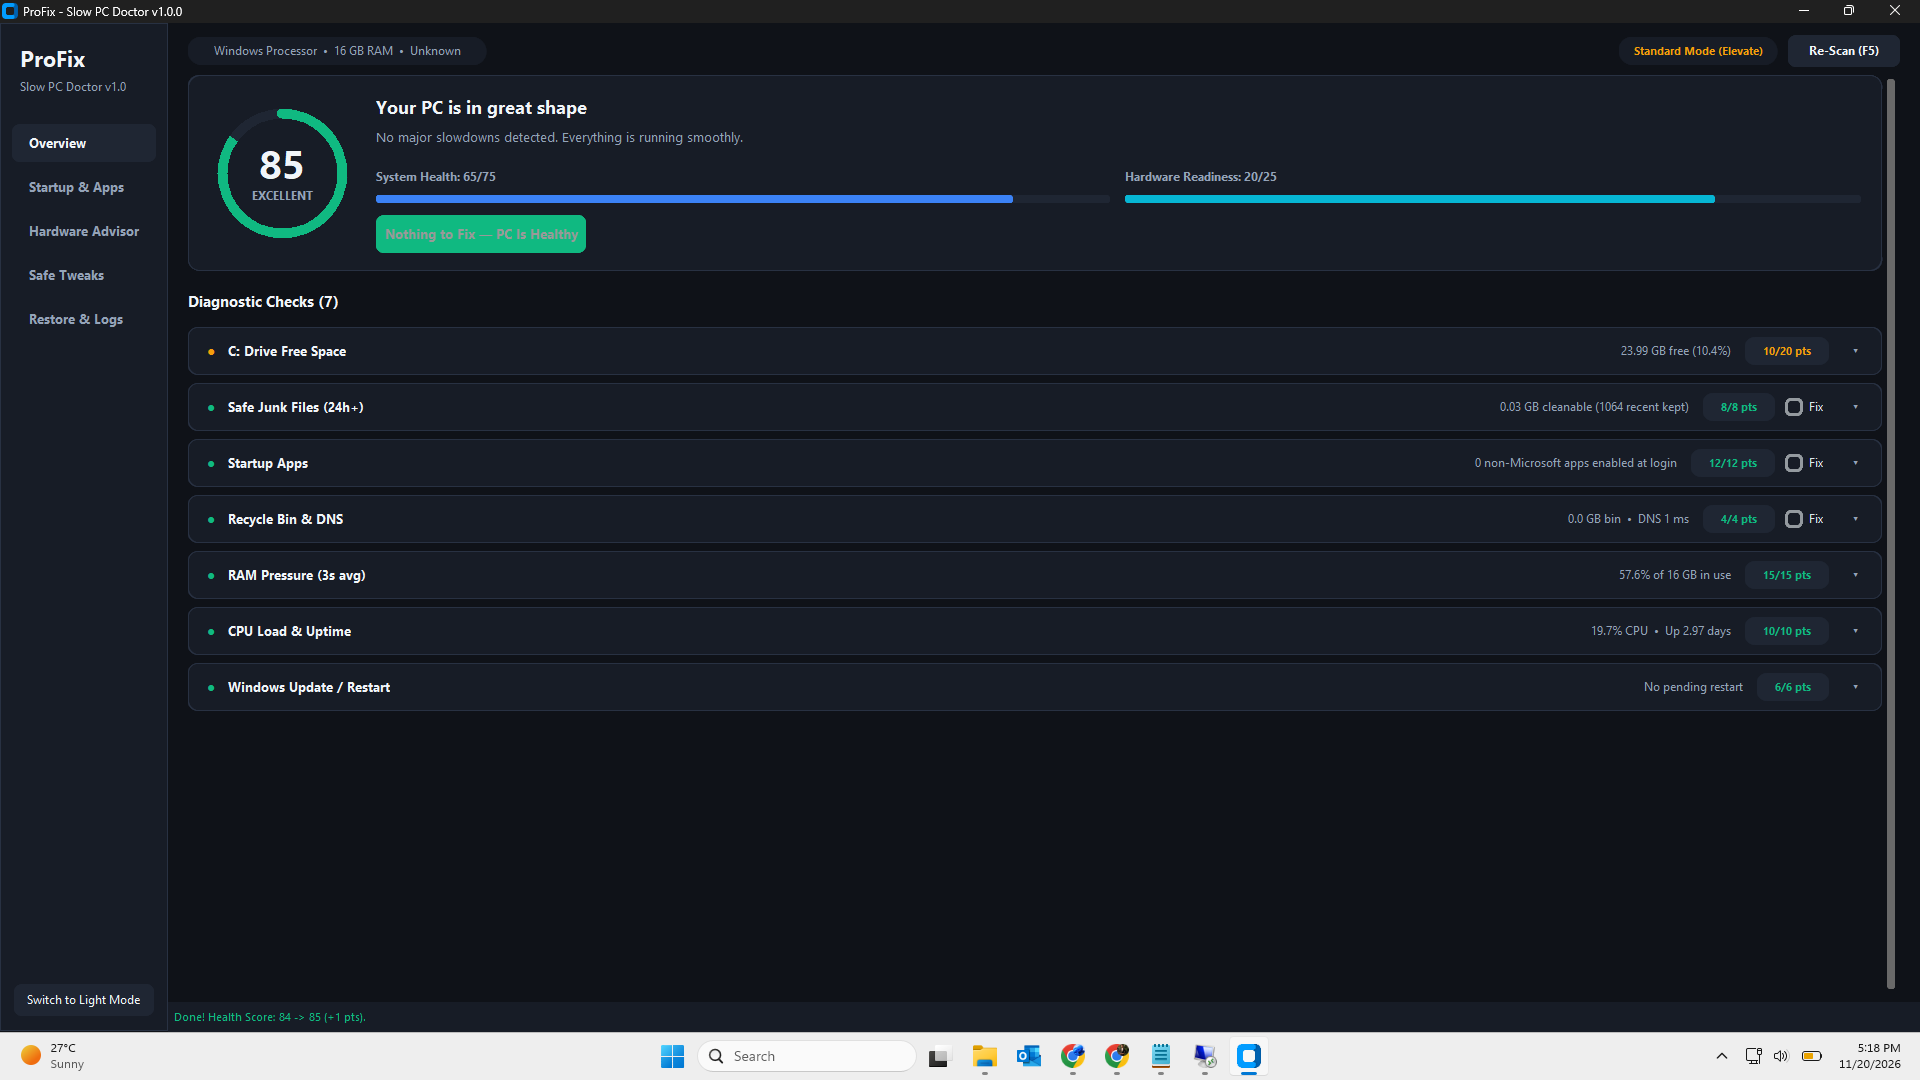 ProFix - Slow PC Doctor v1.0.0
ProFix
Slow PC Doctor v1.0
Overview
Startup & Apps
Hardware Advisor
Safe Tweaks
Restore & Logs
Switch to Light Mode
Windows Processor • 16 GB RAM • Unknown
Standard Mode (Elevate)
Re-Scan (F5)
85
EXCELLENT
Your PC is in great shape
No major slowdowns detected. Everything is running smoothly.
System Health: 65/75
Hardware Readiness: 20/25
Nothing to Fix — PC Is Healthy
Diagnostic Checks (7)
C: Drive Free Space 23.99 GB free (10.4%) 10/20 pts
Safe Junk Files (24h+) 0.03 GB cleanable (1064 recent kept) 8/8 pts Fix
Startup Apps 0 non-Microsoft apps enabled at login 12/12 pts Fix
Recycle Bin & DNS 0.0 GB bin • DNS 1 ms 4/4 pts Fix
RAM Pressure (3s avg) 57.6% of 16 GB in use 15/15 pts
CPU Load & Uptime 19.7% CPU • Up 2.97 days 10/10 pts
Windows Update / Restart No pending restart 6/6 pts
Done! Health Score: 84 -> 85 (+1 pts).
27°C
Sunny
Search
5:18 PM
11/20/2026